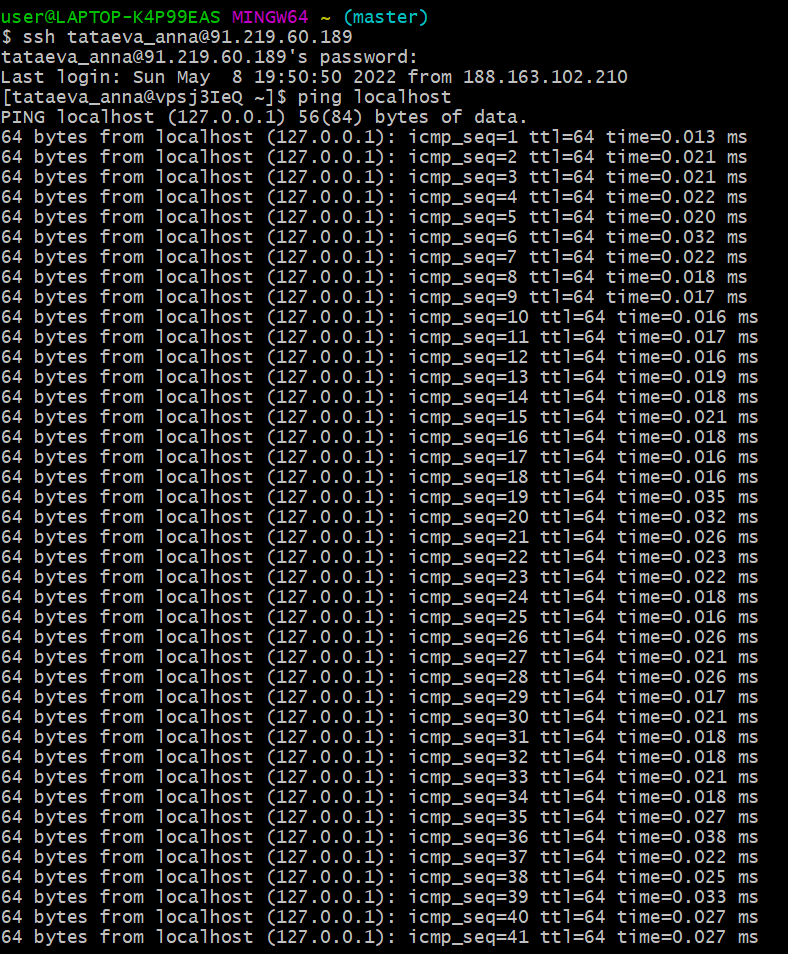 user@LAPTOP-K4P99EAS MINGW64 ~ (master)
$ ssh tataeva_anna@91.219.60.189
tataeva_anna@91.219.60.189's password:
Last login: Sun May  8 19:50:50 2022 from 188.163.102.210
[tataeva_anna@vpsj3IeQ ~]$ ping localhost
PING localhost (127.0.0.1) 56(84) bytes of data.
64 bytes from localhost (127.0.0.1): icmp_seq=1 ttl=64 time=0.013 ms
64 bytes from localhost (127.0.0.1): icmp_seq=2 ttl=64 time=0.021 ms
64 bytes from localhost (127.0.0.1): icmp_seq=3 ttl=64 time=0.021 ms
64 bytes from localhost (127.0.0.1): icmp_seq=4 ttl=64 time=0.022 ms
64 bytes from localhost (127.0.0.1): icmp_seq=5 ttl=64 time=0.020 ms
64 bytes from localhost (127.0.0.1): icmp_seq=6 ttl=64 time=0.032 ms
64 bytes from localhost (127.0.0.1): icmp_seq=7 ttl=64 time=0.022 ms
64 bytes from localhost (127.0.0.1): icmp_seq=8 ttl=64 time=0.018 ms
64 bytes from localhost (127.0.0.1): icmp_seq=9 ttl=64 time=0.017 ms
64 bytes from localhost (127.0.0.1): icmp_seq=10 ttl=64 time=0.016 ms
64 bytes from localhost (127.0.0.1): icmp_seq=11 ttl=64 time=0.017 ms
64 bytes from localhost (127.0.0.1): icmp_seq=12 ttl=64 time=0.016 ms
64 bytes from localhost (127.0.0.1): icmp_seq=13 ttl=64 time=0.019 ms
64 bytes from localhost (127.0.0.1): icmp_seq=14 ttl=64 time=0.018 ms
64 bytes from localhost (127.0.0.1): icmp_seq=15 ttl=64 time=0.021 ms
64 bytes from localhost (127.0.0.1): icmp_seq=16 ttl=64 time=0.018 ms
64 bytes from localhost (127.0.0.1): icmp_seq=17 ttl=64 time=0.016 ms
64 bytes from localhost (127.0.0.1): icmp_seq=18 ttl=64 time=0.016 ms
64 bytes from localhost (127.0.0.1): icmp_seq=19 ttl=64 time=0.035 ms
64 bytes from localhost (127.0.0.1): icmp_seq=20 ttl=64 time=0.032 ms
64 bytes from localhost (127.0.0.1): icmp_seq=21 ttl=64 time=0.026 ms
64 bytes from localhost (127.0.0.1): icmp_seq=22 ttl=64 time=0.023 ms
64 bytes from localhost (127.0.0.1): icmp_seq=23 ttl=64 time=0.022 ms
64 bytes from localhost (127.0.0.1): icmp_seq=24 ttl=64 time=0.018 ms
64 bytes from localhost (127.0.0.1): icmp_seq=25 ttl=64 time=0.016 ms
64 bytes from localhost (127.0.0.1): icmp_seq=26 ttl=64 time=0.026 ms
64 bytes from localhost (127.0.0.1): icmp_seq=27 ttl=64 time=0.021 ms
64 bytes from localhost (127.0.0.1): icmp_seq=28 ttl=64 time=0.026 ms
64 bytes from localhost (127.0.0.1): icmp_seq=29 ttl=64 time=0.017 ms
64 bytes from localhost (127.0.0.1): icmp_seq=30 ttl=64 time=0.021 ms
64 bytes from localhost (127.0.0.1): icmp_seq=31 ttl=64 time=0.018 ms
64 bytes from localhost (127.0.0.1): icmp_seq=32 ttl=64 time=0.018 ms
64 bytes from localhost (127.0.0.1): icmp_seq=33 ttl=64 time=0.021 ms
64 bytes from localhost (127.0.0.1): icmp_seq=34 ttl=64 time=0.018 ms
64 bytes from localhost (127.0.0.1): icmp_seq=35 ttl=64 time=0.027 ms
64 bytes from localhost (127.0.0.1): icmp_seq=36 ttl=64 time=0.038 ms
64 bytes from localhost (127.0.0.1): icmp_seq=37 ttl=64 time=0.022 ms
64 bytes from localhost (127.0.0.1): icmp_seq=38 ttl=64 time=0.025 ms
64 bytes from localhost (127.0.0.1): icmp_seq=39 ttl=64 time=0.033 ms
64 bytes from localhost (127.0.0.1): icmp_seq=40 ttl=64 time=0.027 ms
64 bytes from localhost (127.0.0.1): icmp_seq=41 ttl=64 time=0.027 ms